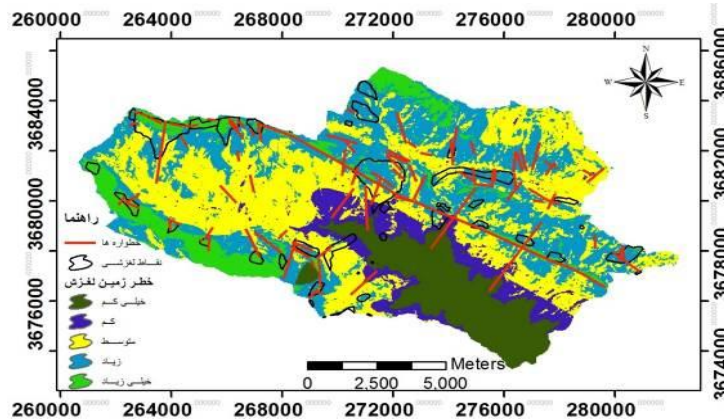 260000 264000 268000 272000 276000 280000
3686000
3684000
3682000
3680000
3678000
3676000
3674000
N
W E
S
راهنما
خطواره ها
نقاط لغزشی
خطر زمین لغزش
خیلی کم
کم
متوسط
زیاد
خیلی زیاد
Meters
0 2.500 5.000
260000 264000 268000 272000 276000 280000